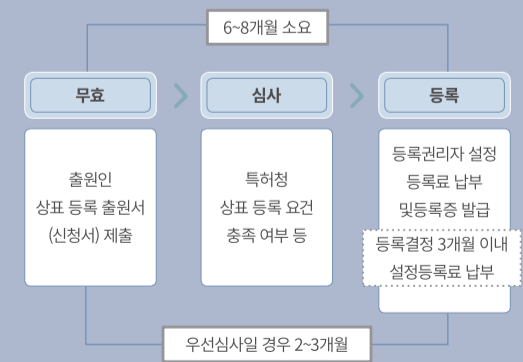 6~8개월 소요
무효
심사
등록
출원인
상표 등록 출원서
(신청서) 제출
특허청
상표 등록 요건
충족 여부 등
등록권리자 설정
등록료 납부
및등록증 발급
등록결정 3개월 이내
설정등록료 납부
우선심사일 경우 2~3개월